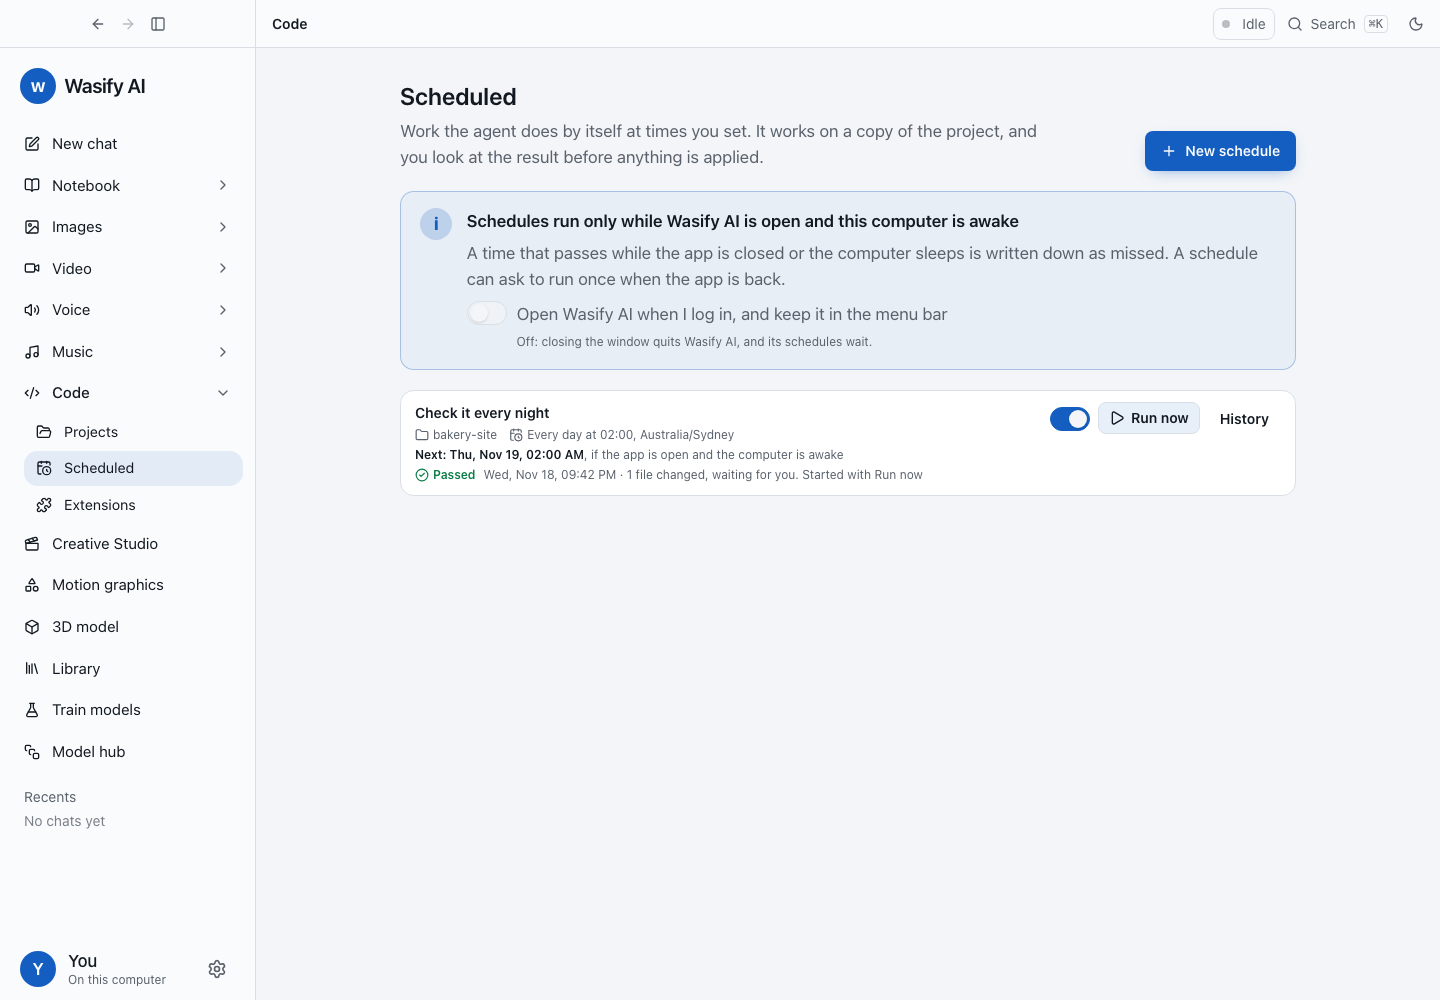 Code
Idle
Search ⌘K
W Wasify AI
New chat
Notebook
Images
Video
Voice
Music
Code
Projects
Scheduled
Extensions
Creative Studio
Motion graphics
3D model
Library
Train models
Model hub
Recents
No chats yet
Y You
On this computer
Scheduled
Work the agent does by itself at times you set. It works on a copy of the project, and
you look at the result before anything is applied.
New schedule
i Schedules run only while Wasify AI is open and this computer is awake
A time that passes while the app is closed or the computer sleeps is written down as missed. A schedule
can ask to run once when the app is back.
Open Wasify AI when I log in, and keep it in the menu bar
Off: closing the window quits Wasify AI, and its schedules wait.
Check it every night
bakery-site Every day at 02:00, Australia/Sydney
Next: Thu, Nov 19, 02:00 AM, if the app is open and the computer is awake
Passed Wed, Nov 18, 09:42 PM · 1 file changed, waiting for you. Started with Run now
Run now
History